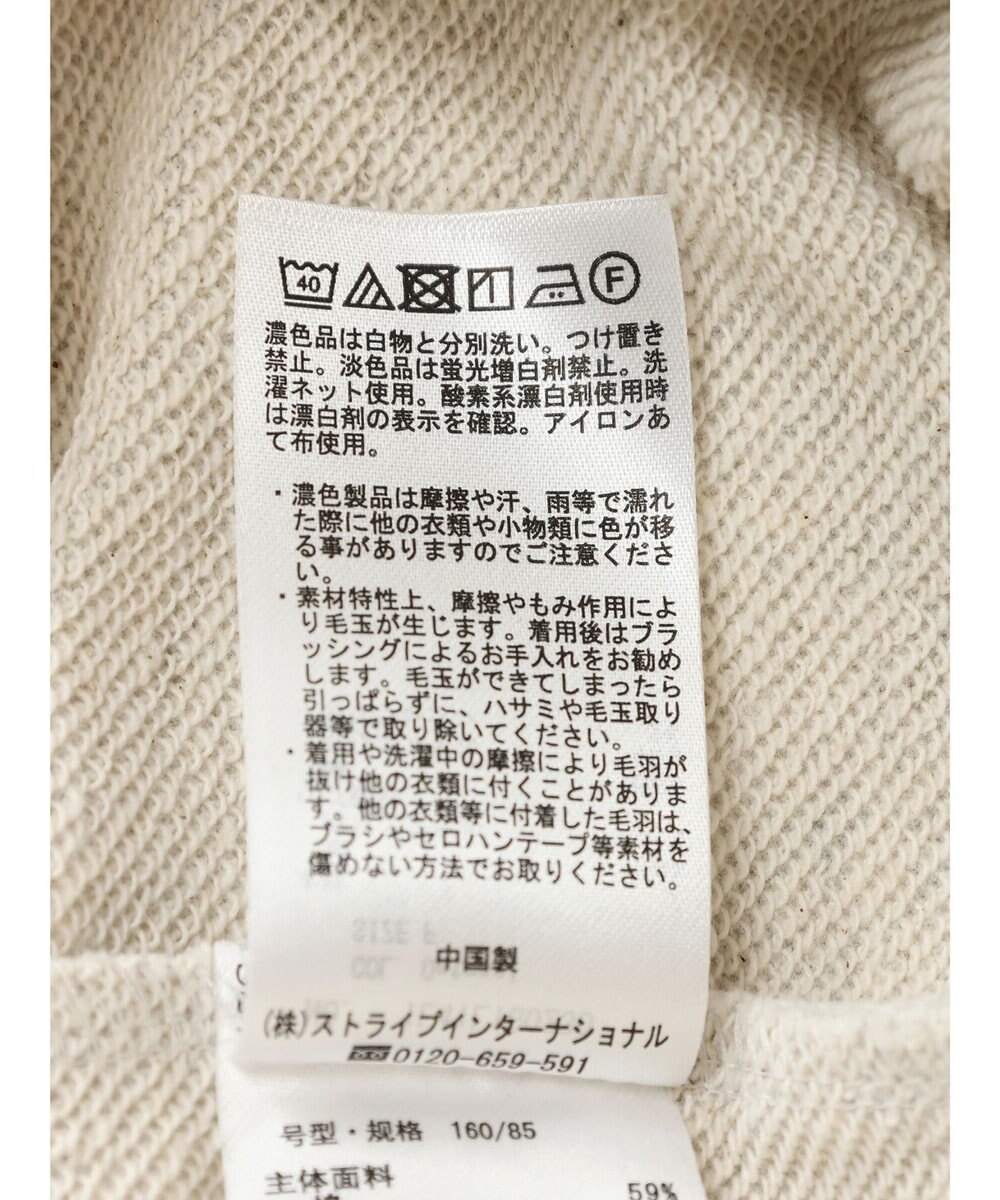 40
F
濃色品は白物と分別洗い。つけ置き
禁止。淡色品は蛍光増白剤禁止。洗
濯ネット使用。酸素系漂白剤使用時
は漂白剤の表示を確認。アイロンあ
て布使用。
・濃色製品は摩擦や汗、雨等で濡れ
た際に他の衣類や小物類に色が移
る事がありますのでご注意くださ
い。
・素材特性上、摩擦やもみ作用によ
り毛玉が生じます。着用後はブラ
ッシングによるお手入れをお勧め
します。毛玉ができてしまったら
引っぱらずに、ハサミや毛玉取り
器等で取り除いてください。
・着用や洗濯中の摩擦により毛羽が
抜け他の衣類に付くことがありま
す。他の衣類等に付着した毛羽は、
ブラシやセロハンテープ等素材を
傷めない方法でお取りください。
中国製
(株)ストライプインターナショナル
0120-659-591
号型・规格 160/85
主体面料
59%